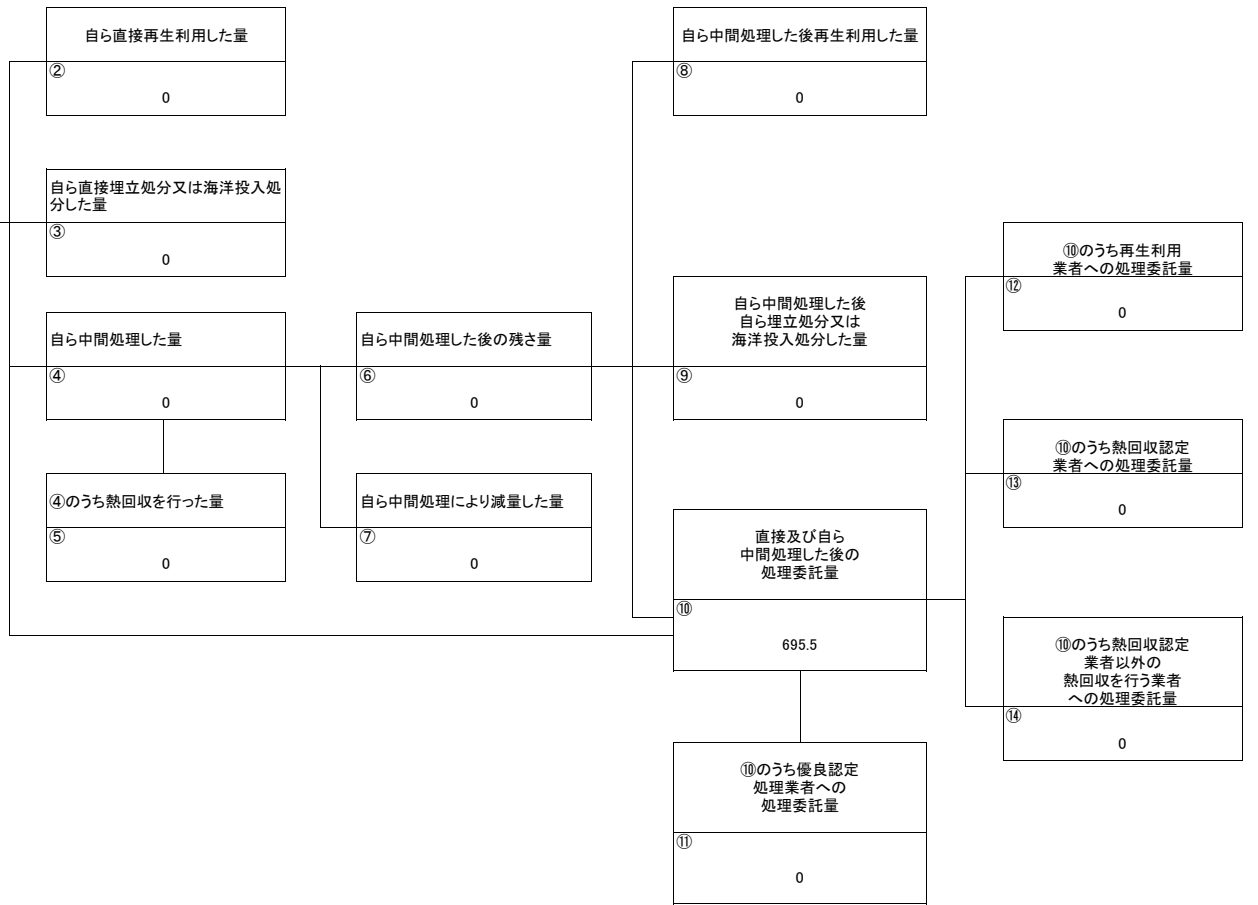 自ら直接再生利用した量
②
0
自ら直接埋立処分又は海洋投入処
分した量
③
0
自ら中間処理した量
④
0
④のうち熱回収を行った量
⑤
0
自ら中間処理した後の残さ量
⑥
0
自ら中間処理により減量した量
⑦
0
自ら中間処理した後再生利用した量
⑧
0
自ら中間処理した後
自ら埋立処分又は
海洋投入処分した量
⑨
0
直接及び自ら
中間処理した後の
処理委託量
⑩
695.5
⑩のうち優良認定
処理業者への
処理委託量
⑪
0
⑩のうち再生利用
業者への処理委託量
⑫
0
⑩のうち熱回収認定
業者への処理委託量
⑬
0
⑩のうち熱回収認定
業者以外の
熱回収を行う業者
への処理委託量
⑭
0